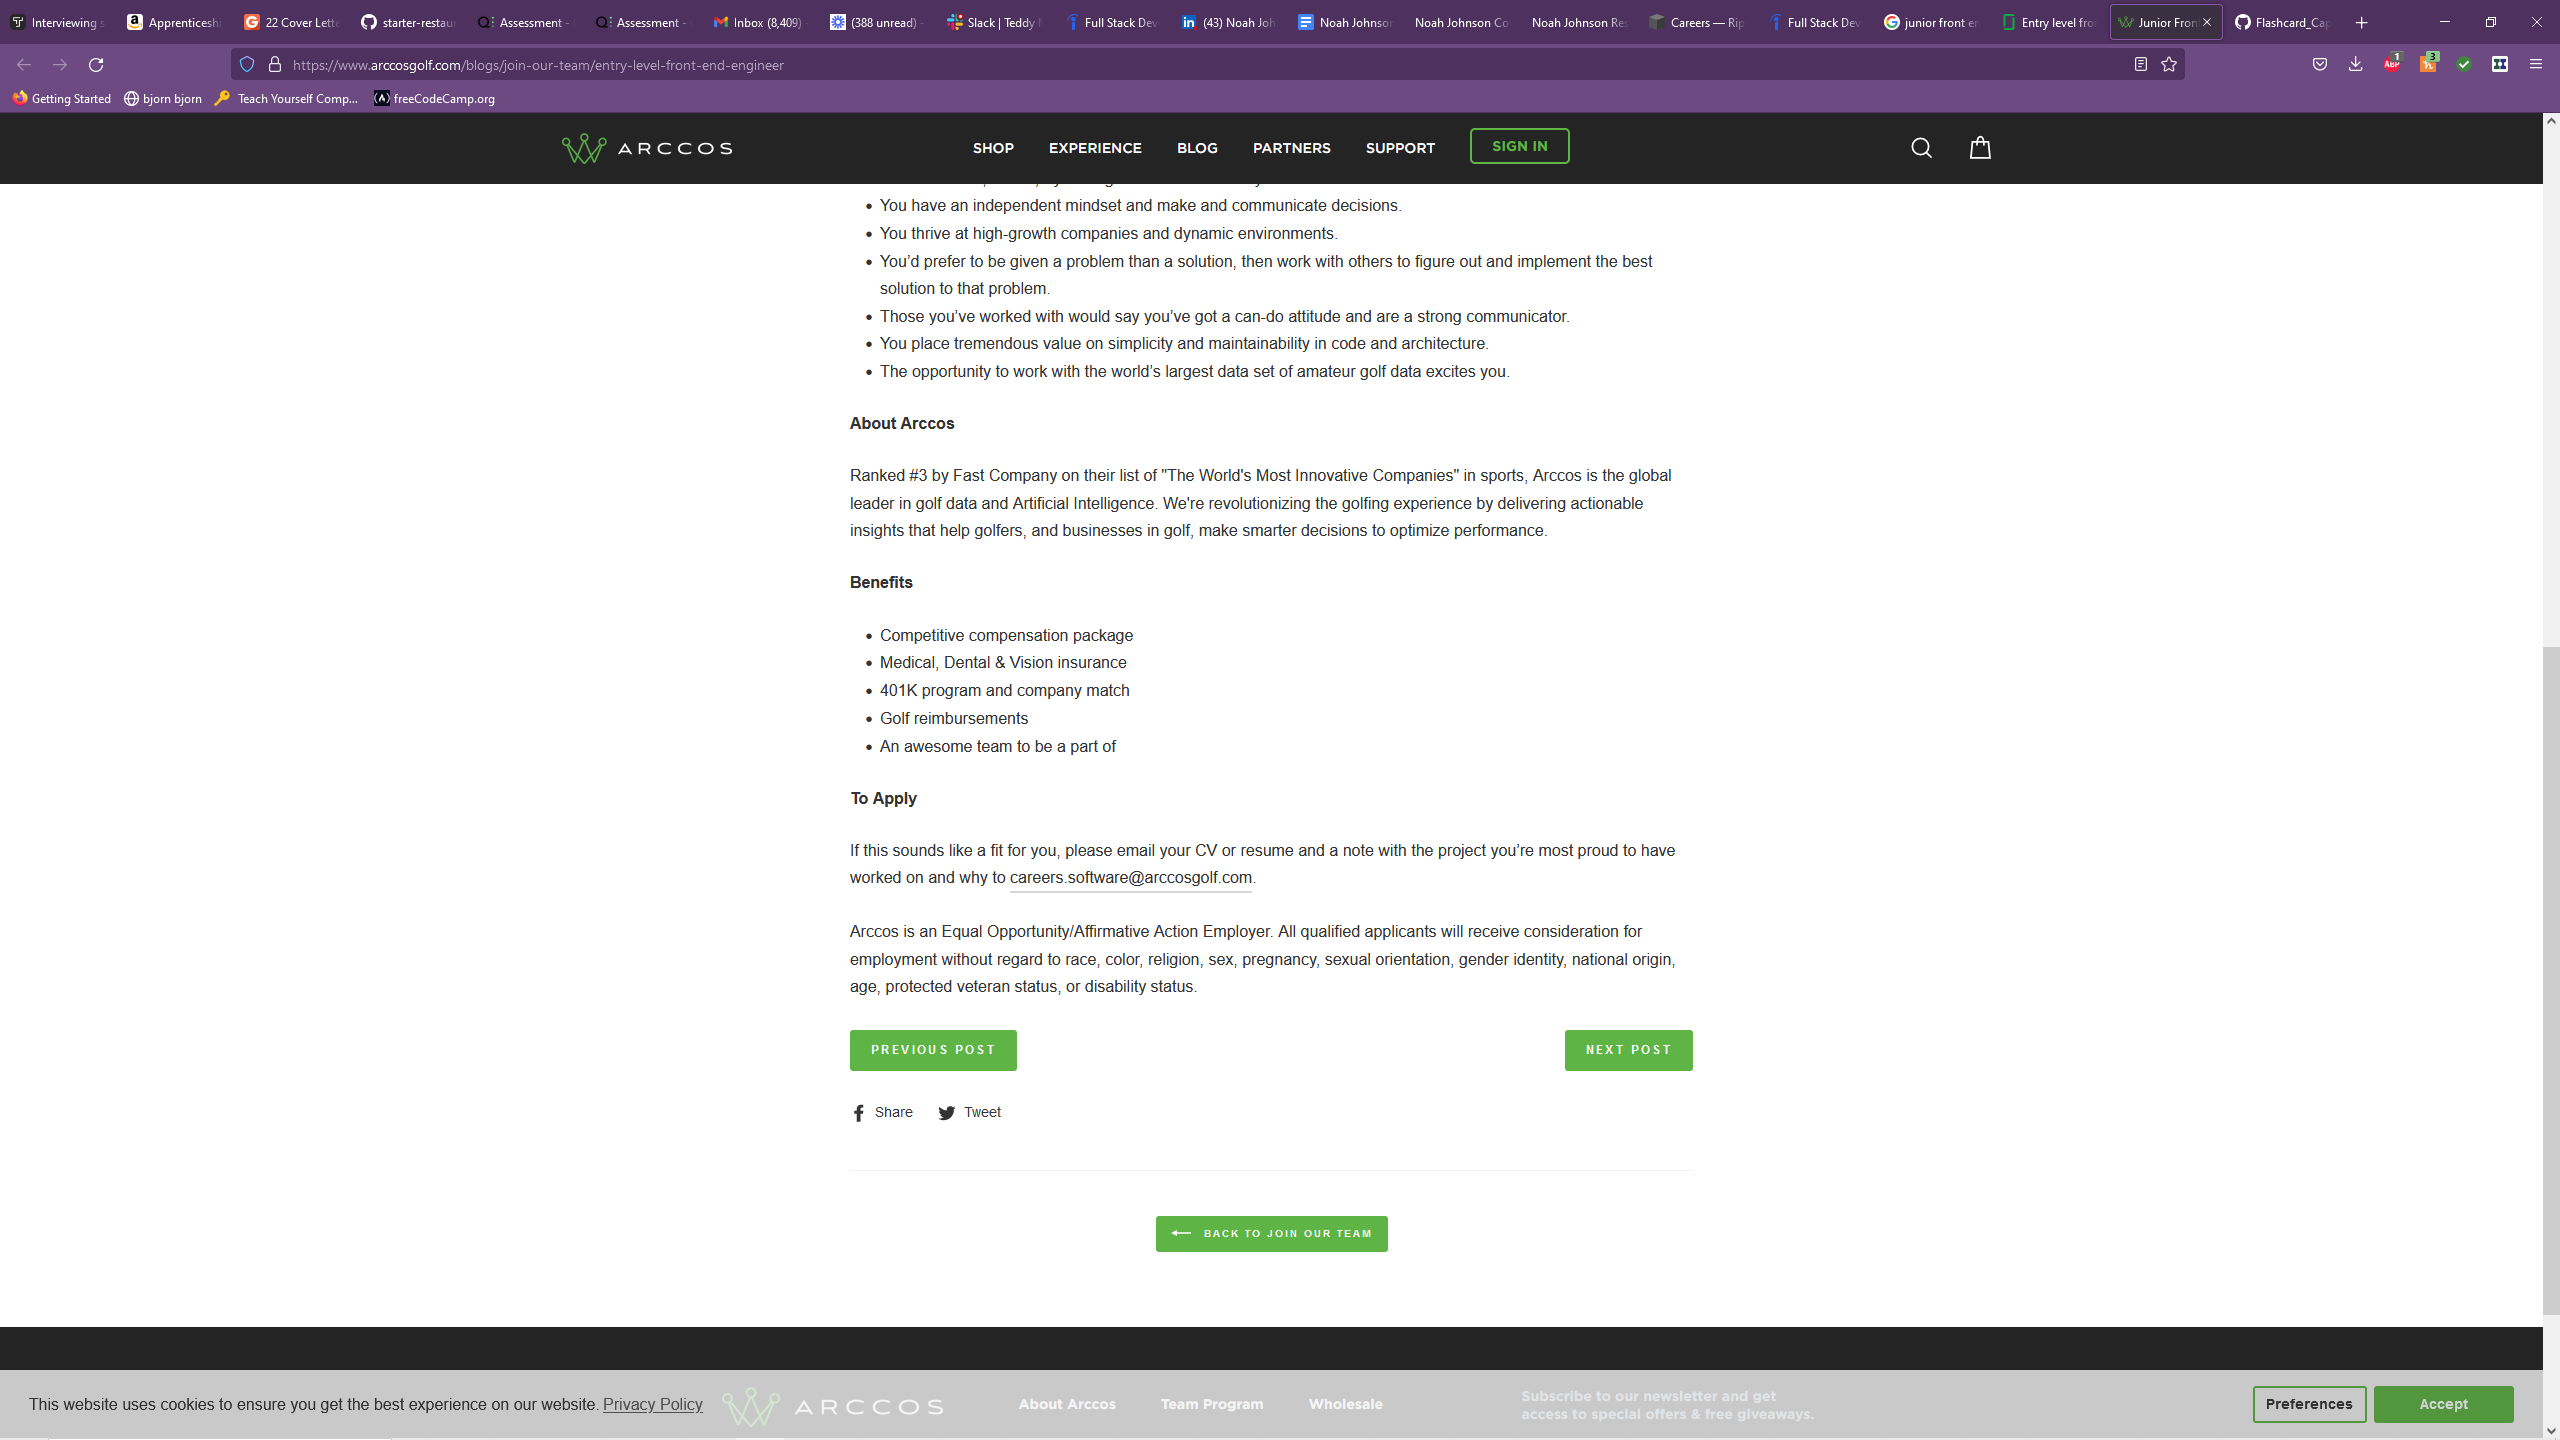 Interviewing s
Apprenticeshi
22 Cover Lette
starter-restau
Assessment -
Assessment -
Inbox (8,409)
(388 unread) -
Slack | Teddy
Full Stack Dev
(43) Noah Joh
Noah Johnson
Noah Johnson Co
Noah Johnson Res
Careers — Rip
Full Stack Dev
junior front en
Entry level fro
Junior Fron
Flashcard_Cap
https://www.arccosgolf.com/blogs/join-our-team/entry-level-front-end-engineer
ABP
1
3
Getting Started
bjorn bjorn
Teach Yourself Comp...
freeCodeCamp.org
ARCCOS
SHOP
EXPERIENCE
BLOG
PARTNERS
SUPPORT
SIGN IN
• You have an independent mindset and make and communicate decisions.
• You thrive at high-growth companies and dynamic environments.
• You’d prefer to be given a problem than a solution, then work with others to figure out and implement the best
solution to that problem.
• Those you’ve worked with would say you’ve got a can-do attitude and are a strong communicator.
• You place tremendous value on simplicity and maintainability in code and architecture.
• The opportunity to work with the world’s largest data set of amateur golf data excites you.
About Arccos
Ranked #3 by Fast Company on their list of "The World's Most Innovative Companies" in sports, Arccos is the global
leader in golf data and Artificial Intelligence. We're revolutionizing the golfing experience by delivering actionable
insights that help golfers, and businesses in golf, make smarter decisions to optimize performance.
Benefits
• Competitive compensation package
• Medical, Dental & Vision insurance
• 401K program and company match
• Golf reimbursements
• An awesome team to be a part of
To Apply
If this sounds like a fit for you, please email your CV or resume and a note with the project you’re most proud to have
worked on and why to careers.software@arccosgolf.com.
Arccos is an Equal Opportunity/Affirmative Action Employer. All qualified applicants will receive consideration for
employment without regard to race, color, religion, sex, pregnancy, sexual orientation, gender identity, national origin,
age, protected veteran status, or disability status.
PREVIOUS POST
NEXT POST
Share
Tweet
BACK TO JOIN OUR TEAM
This website uses cookies to ensure you get the best experience on our website. Privacy Policy
ARCCOS
About Arccos
Team Program
Wholesale
Subscribe to our newsletter and get
access to special offers & free giveaways.
Preferences
Accept